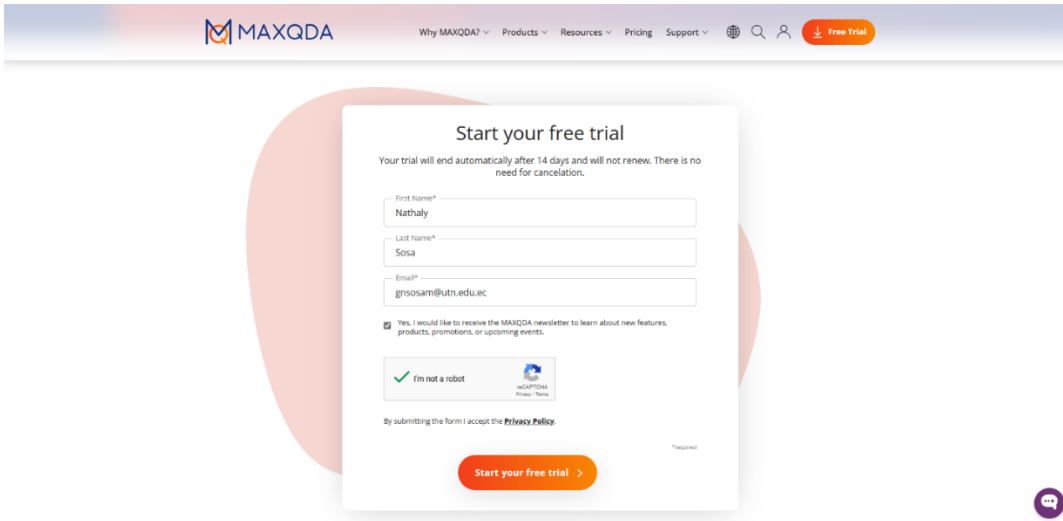 MAXQDA
Why MAXQDA? Products Resources Pricing Support Free Trial
Start your free trial
Your trial will end automatically after 14 days and will not renew. There is no
need for cancelation.
First Name*
Nathaly
Last Name*
Sosa
Email*
gnsosam@utn.edu.ec
Yes, I would like to receive the MAXQDA newsletter to learn about new features,
products, promotions, or upcoming events.
I'm not a robot
reCAPTCHA
Privacy - Terms
By submitting the form I accept the Privacy Policy.
*required
Start your free trial